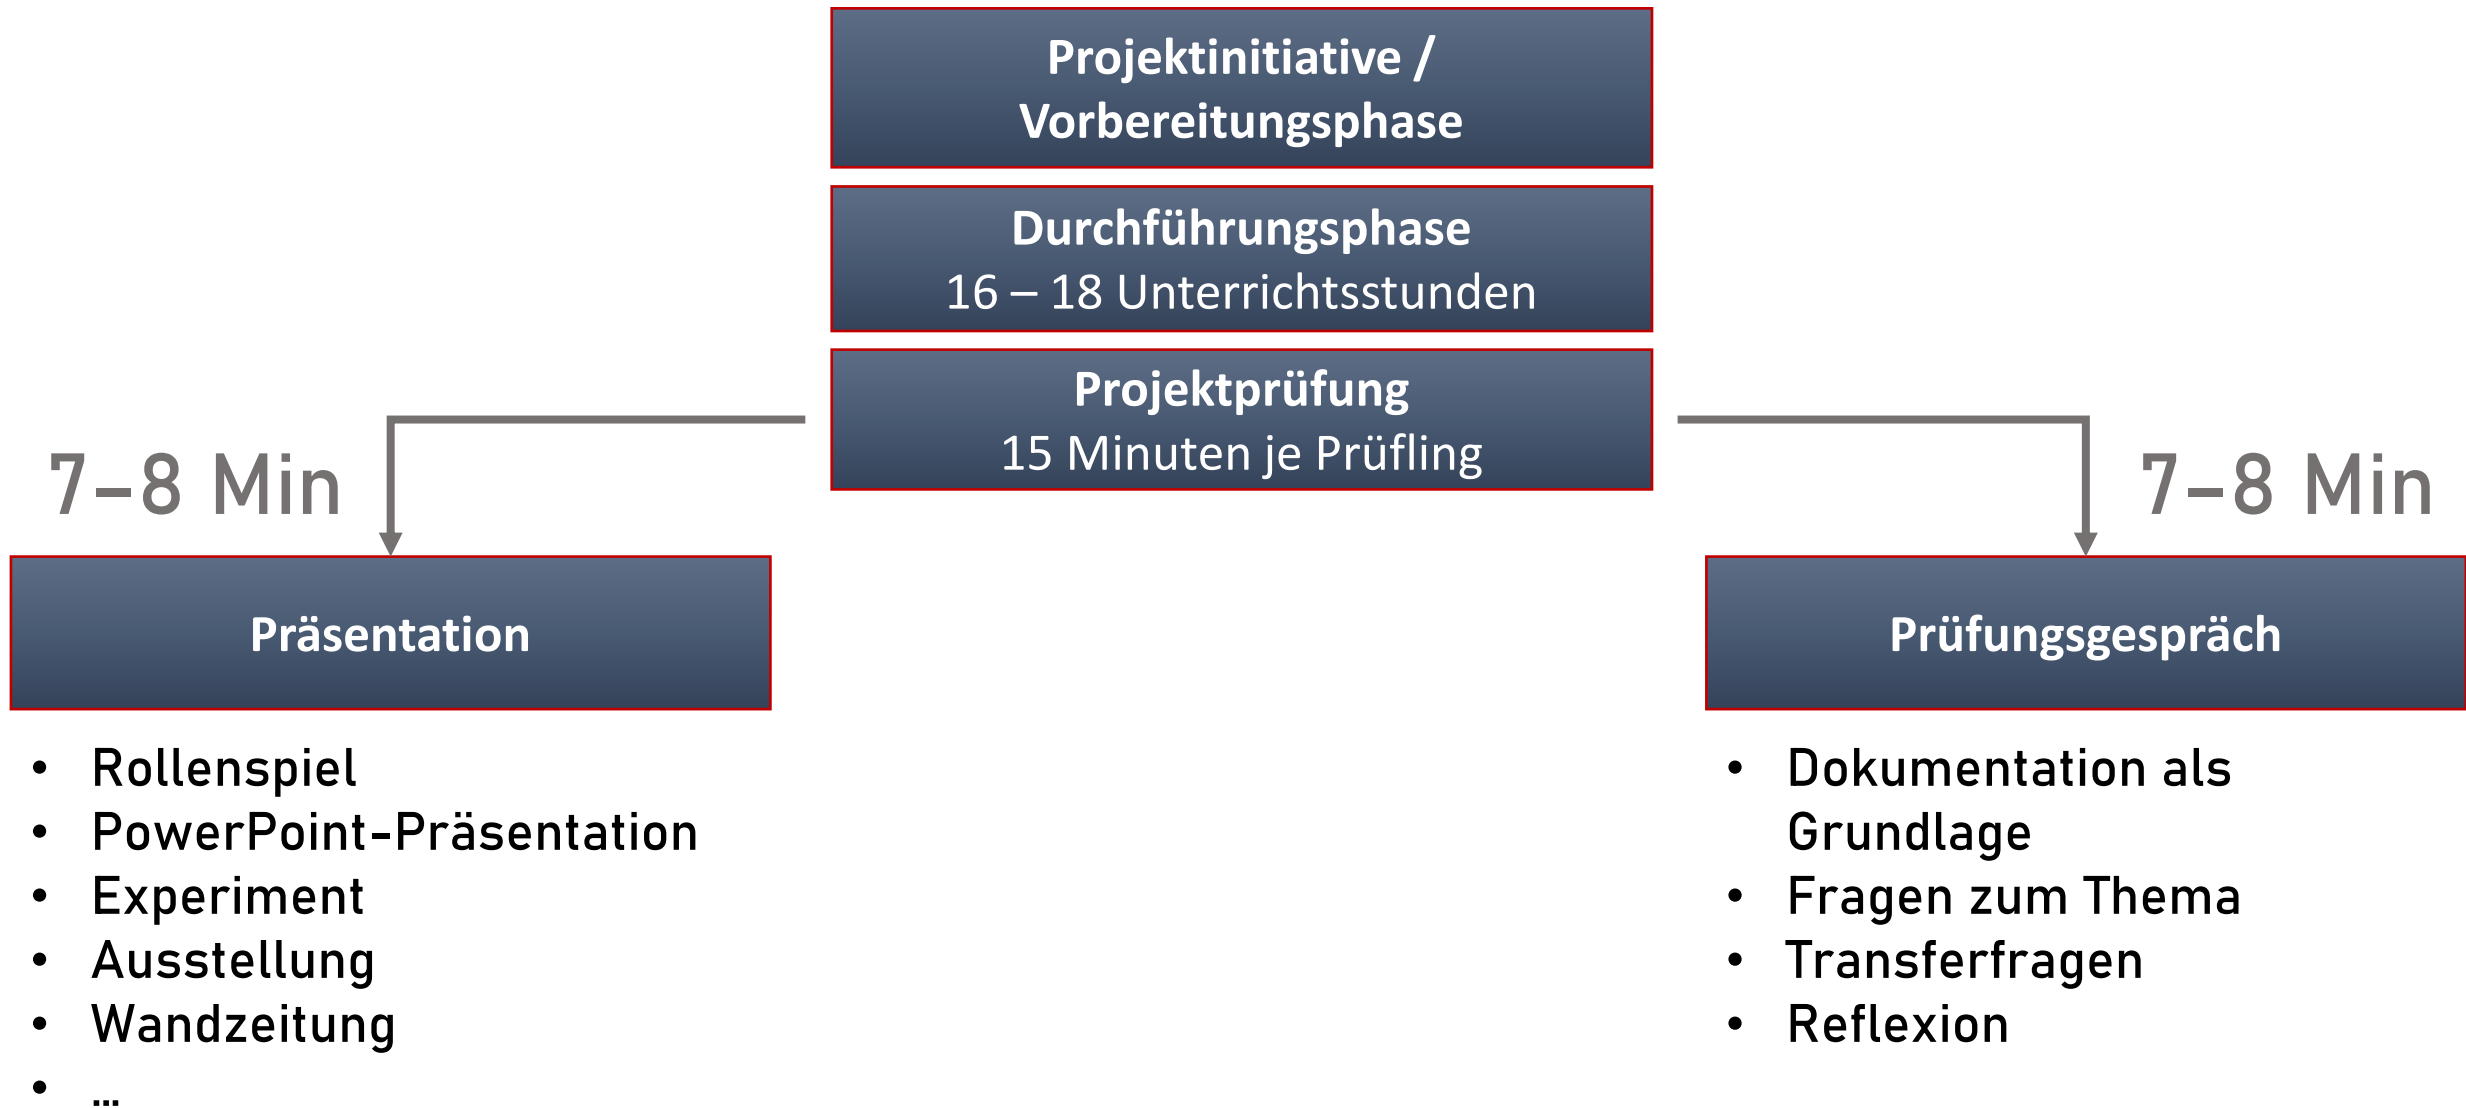 Projektinitiative /
Vorbereitungsphase
Durchführungsphase
16 – 18 Unterrichtsstunden
Projektprüfung
15 Minuten je Prüfling
7–8 Min
7–8 Min
Präsentation
• Rollenspiel
• PowerPoint-Präsentation
• Experiment
• Ausstellung
• Wandzeitung
• ...
Prüfungsgespräch
• Dokumentation als
Grundlage
• Fragen zum Thema
• Transferfragen
• Reflexion